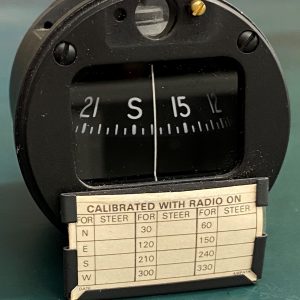 21 S 15 12
CALIBRATED WITH RADIO ON
FOR STEER FOR STEER FOR STEER
N 30 60
E 120 150
S 210 240
W 300 330
DATE